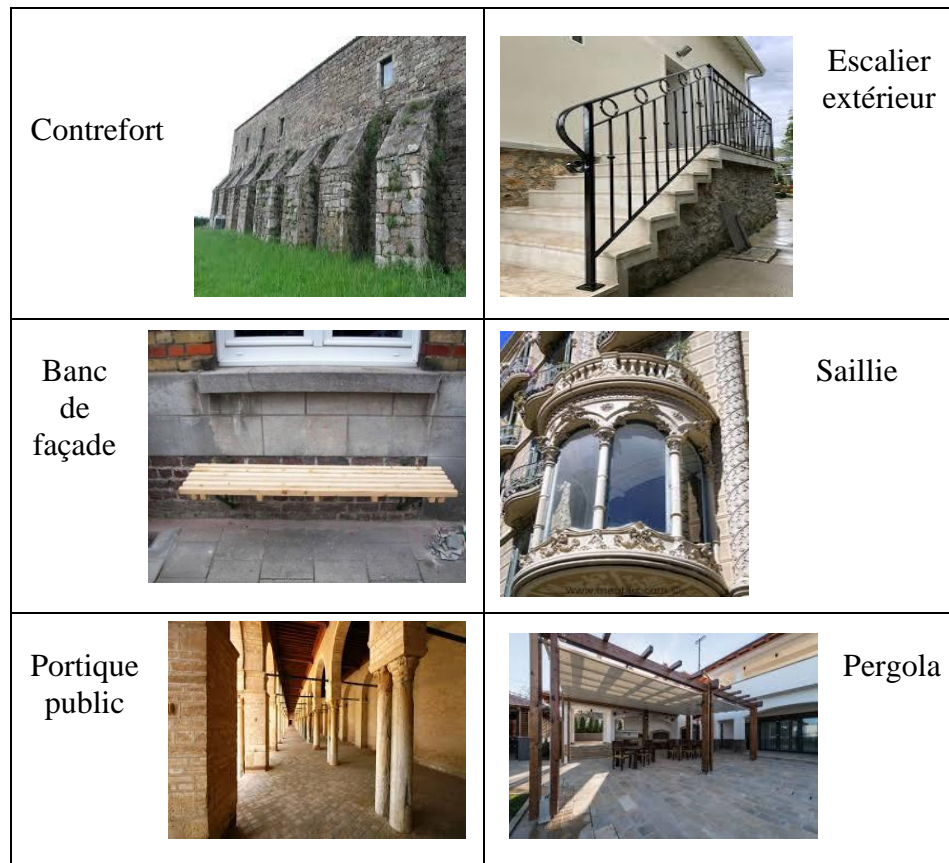 Contrefort
Escalier
extérieur
Banc
de
façade
Saillie
Portique
public
Pergola